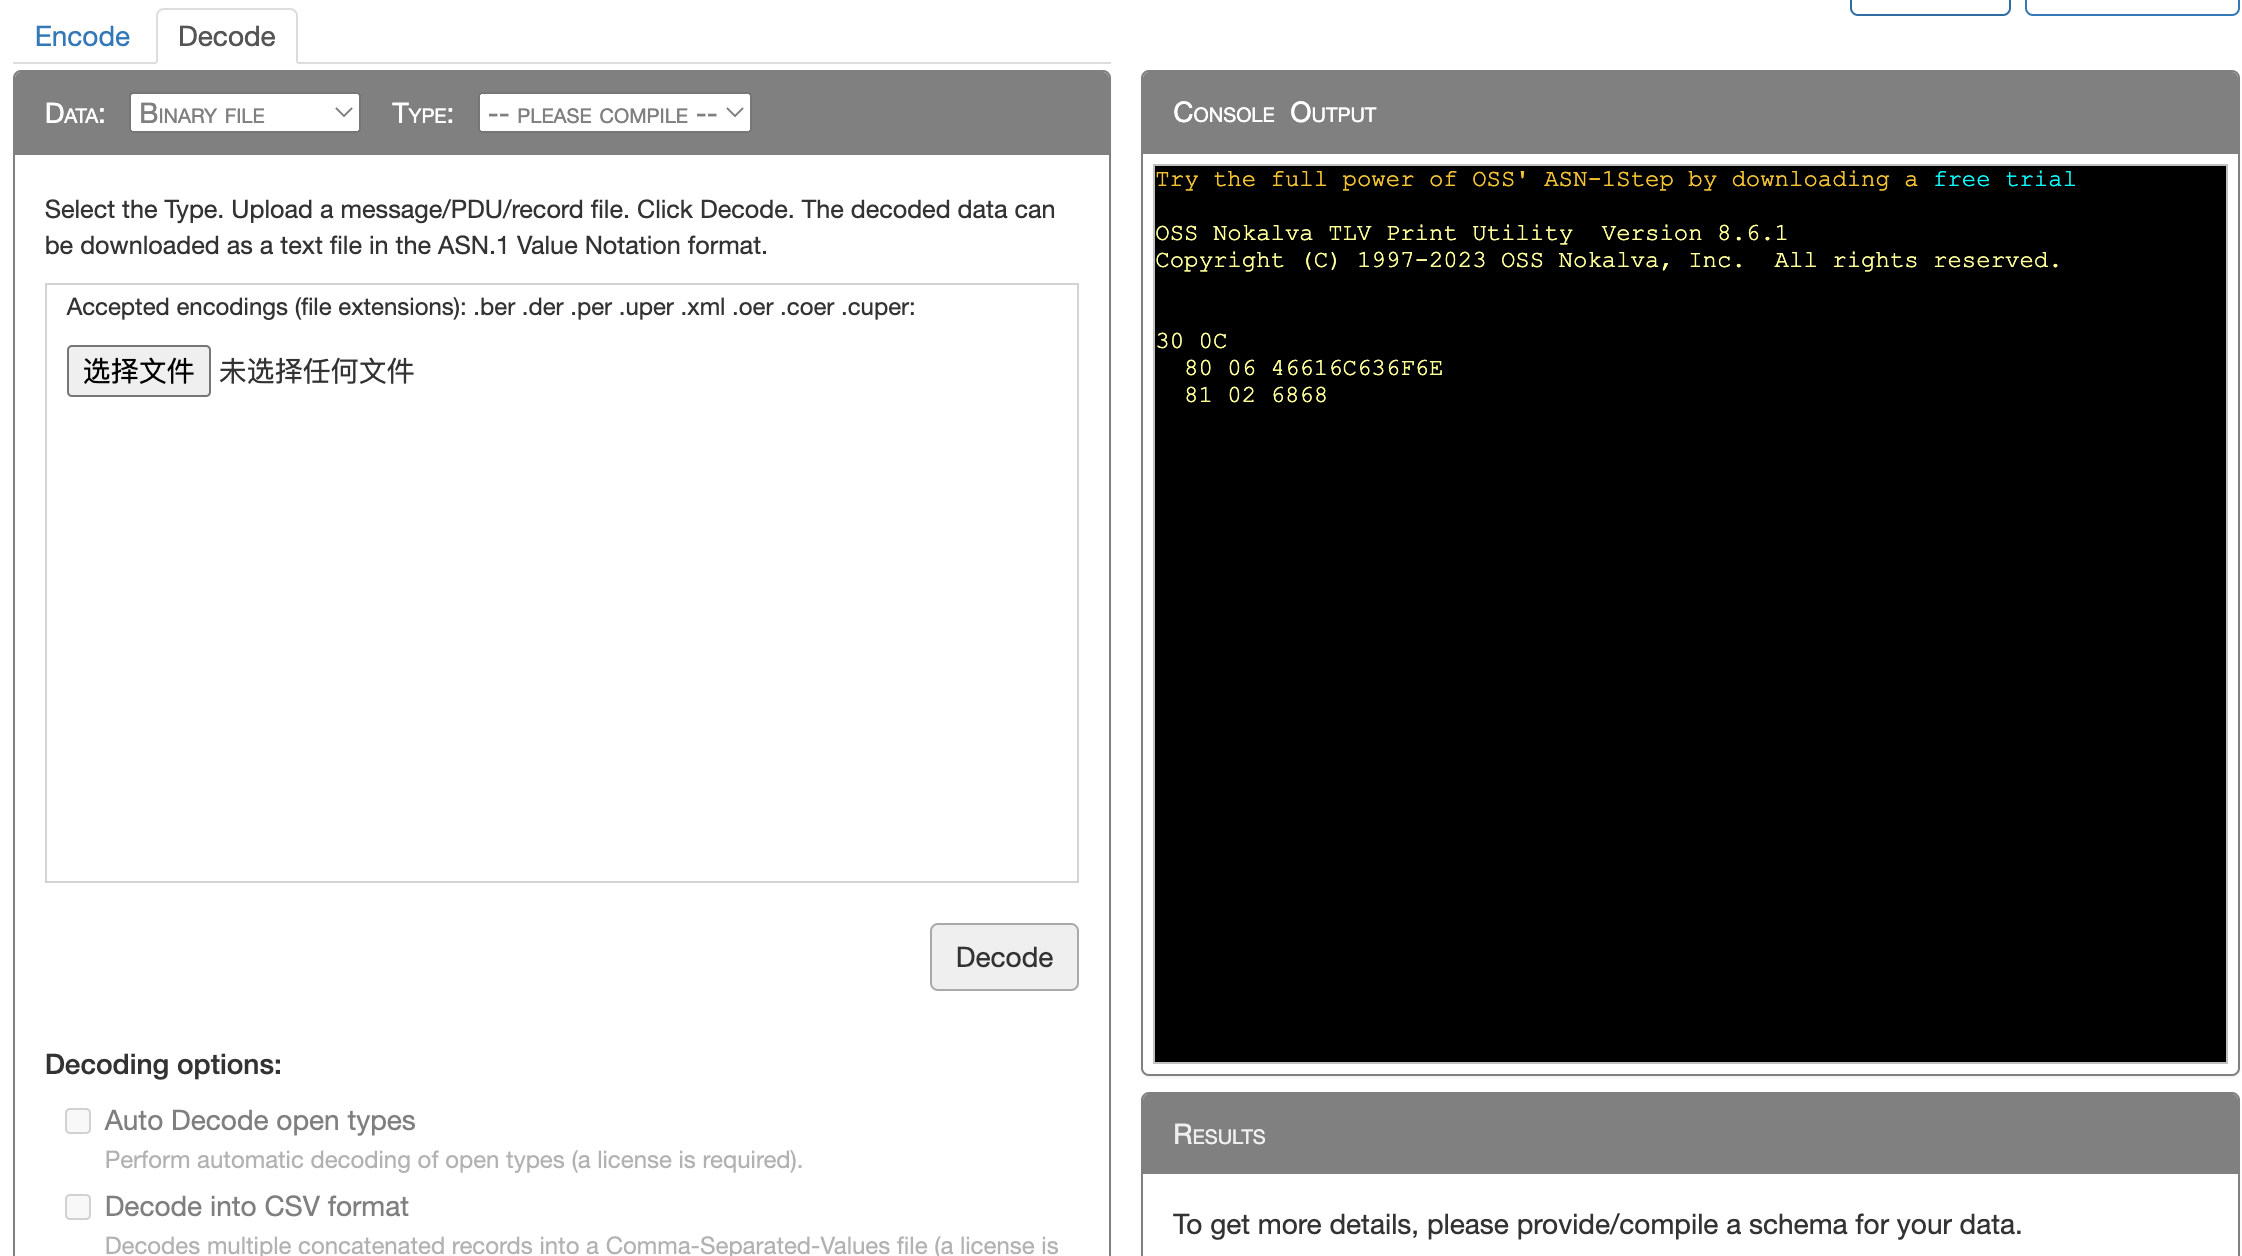 Encode
Decode
DATA: BINARY FILE TYPE: -- PLEASE COMPILE --
Select the Type. Upload a message/PDU/record file. Click Decode. The decoded data can
be downloaded as a text file in the ASN.1 Value Notation format.
Accepted encodings (file extensions): .ber .der .per .uper .xml .oer .coer .cuper:
选择文件 未选择任何文件
Decode
Decoding options:
Auto Decode open types
Perform automatic decoding of open types (a license is required).
Decode into CSV format
Decodes multiple concatenated records into a Comma-Separated-Values file (a license is
CONSOLE OUTPUT
Try the full power of OSS' ASN-1Step by downloading a free trial
OSS Nokalva TLV Print Utility  Version 8.6.1
Copyright (C) 1997-2023 OSS Nokalva, Inc.  All rights reserved.
30 0C
80 06 46616C636F6E
81 02 6868
RESULTS
To get more details, please provide/compile a schema for your data.